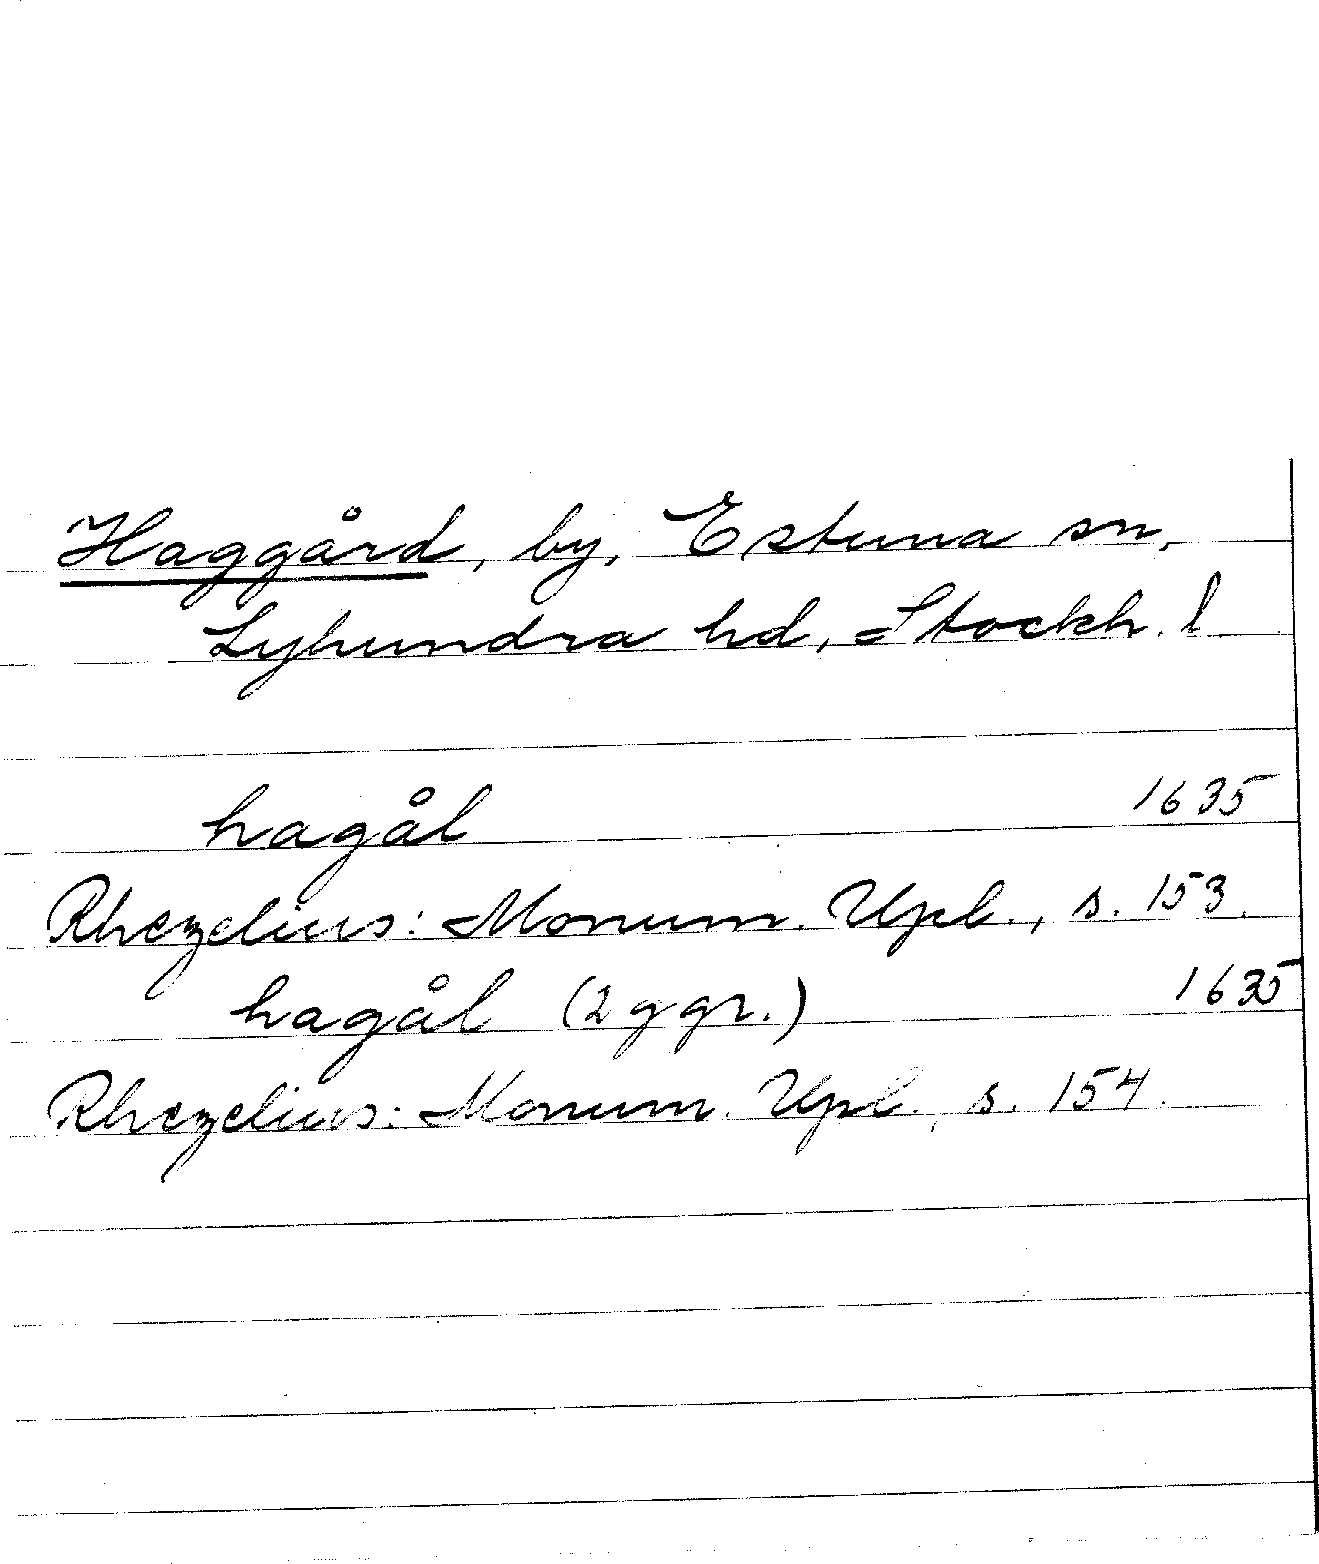 Haggård, by, Estuna sn,
Lyhundra hd, Stockh. l
hagål 1635
Rhezelius: Monum. Upl., s. 153.
hagål (2 ggr.) 1635
Rhezelius: Monum. Upl., s. 154.